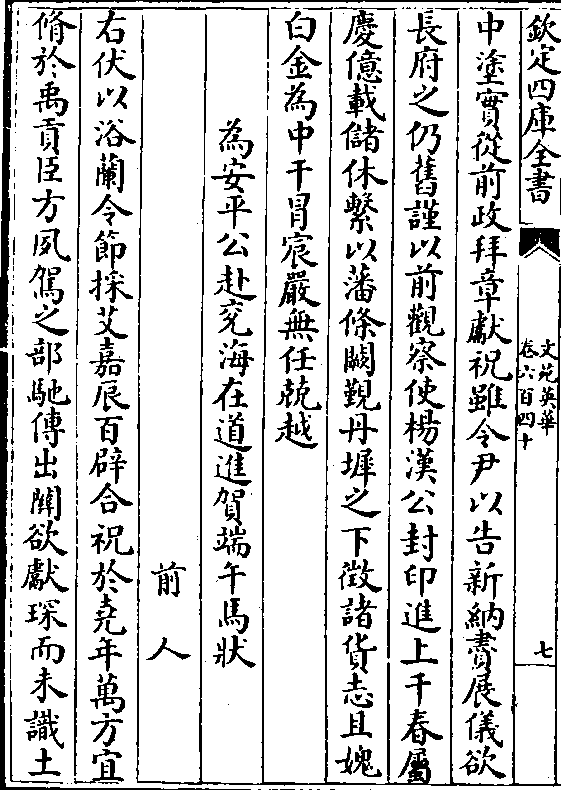 欽定四庫全書
文苑英華
卷六百四十
七
中塗實從前政拜章獻祝雖令尹以告新納賮展儀欲
長府之仍舊謹以前觀察使楊漢公封印進上千春屬
慶億載儲休繫以藩條闕覲丹墀之下徵諸貨志且媿
白金為中干冐宸嚴無任兢越
為安平公赴兖海在道進賀端午馬狀
前人
右伏以浴蘭令節採艾嘉辰百辟合祝於堯年萬方宜
脩於禹貢臣方夙駕之部馳傳出關欲獻琛而未識土